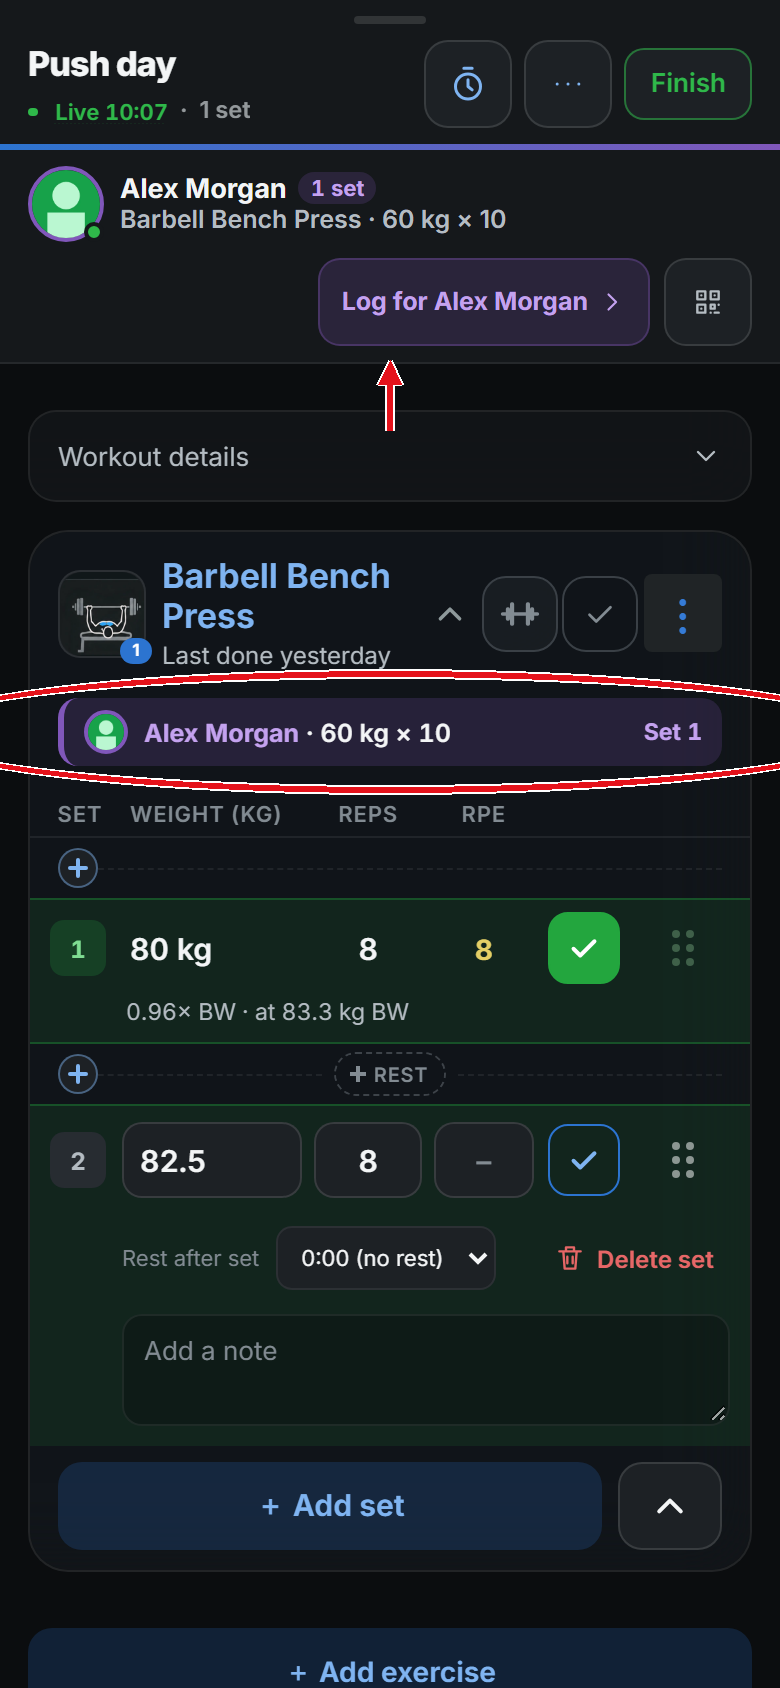 Push day
Live 10:07 · 1 set
...
Finish
Alex Morgan 1 set
Barbell Bench Press · 60 kg × 10
Log for Alex Morgan
Workout details
Barbell Bench
Press
1
Last done yesterday
Alex Morgan · 60 kg × 10 Set 1
SET WEIGHT (KG) REPS RPE
1 80 kg 8 8
0.96× BW · at 83.3 kg BW
+ REST
2 82.5 8 –
Rest after set 0:00 (no rest) Delete set
Add a note
+ Add set
+ Add exercise